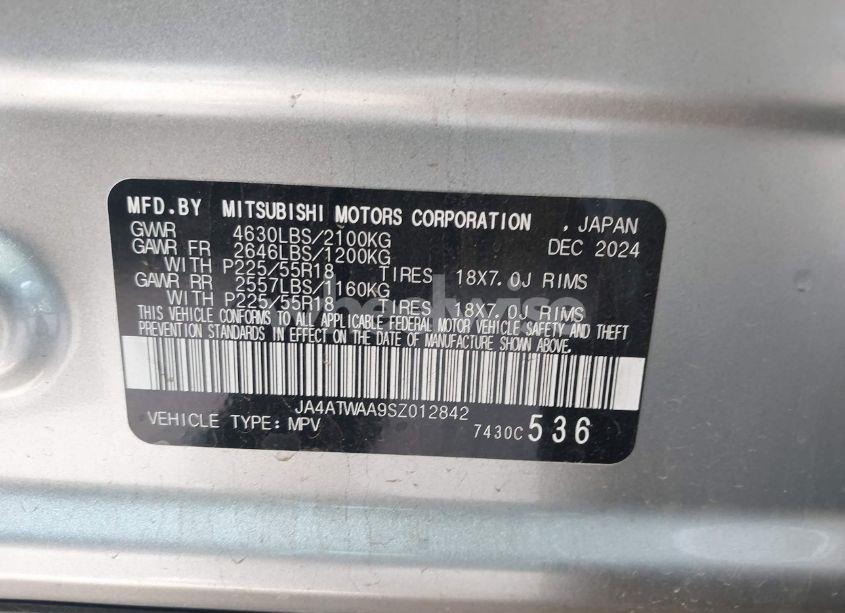 MFD.BY MITSUBISHI MOTORS CORPORATION , JAPAN
GVWR 4630LBS/2100KG DEC 2024
GAWR FR 2646LBS/1200KG
WITH P225/55R18 TIRES 18X7.0J RIMS
GAWR RR 2557LBS/1160KG
WITH P225/55R18 TIRES 18X7.0J RIMS
THIS VEHICLE CONFORMS TO ALL APPLICABLE FEDERAL MOTOR VEHICLE SAFETY AND THEFT
PREVENTION STANDARDS IN EFFECT ON THE DATE OF MANUFACTURE SHOWN ABOVE.
JA4ATWAA9SZ012842
VEHICLE TYPE: MPV 7430C 536